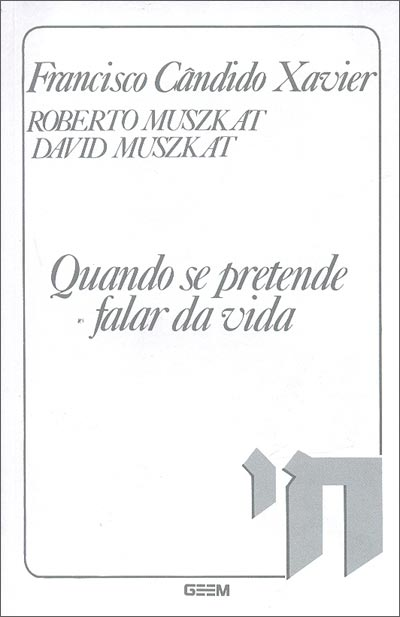 Francisco Cândido Xavier
ROBERTO MUSZKAT
DAVID MUSZKAT
Quando se pretende
falar da vida
חי
GEEM